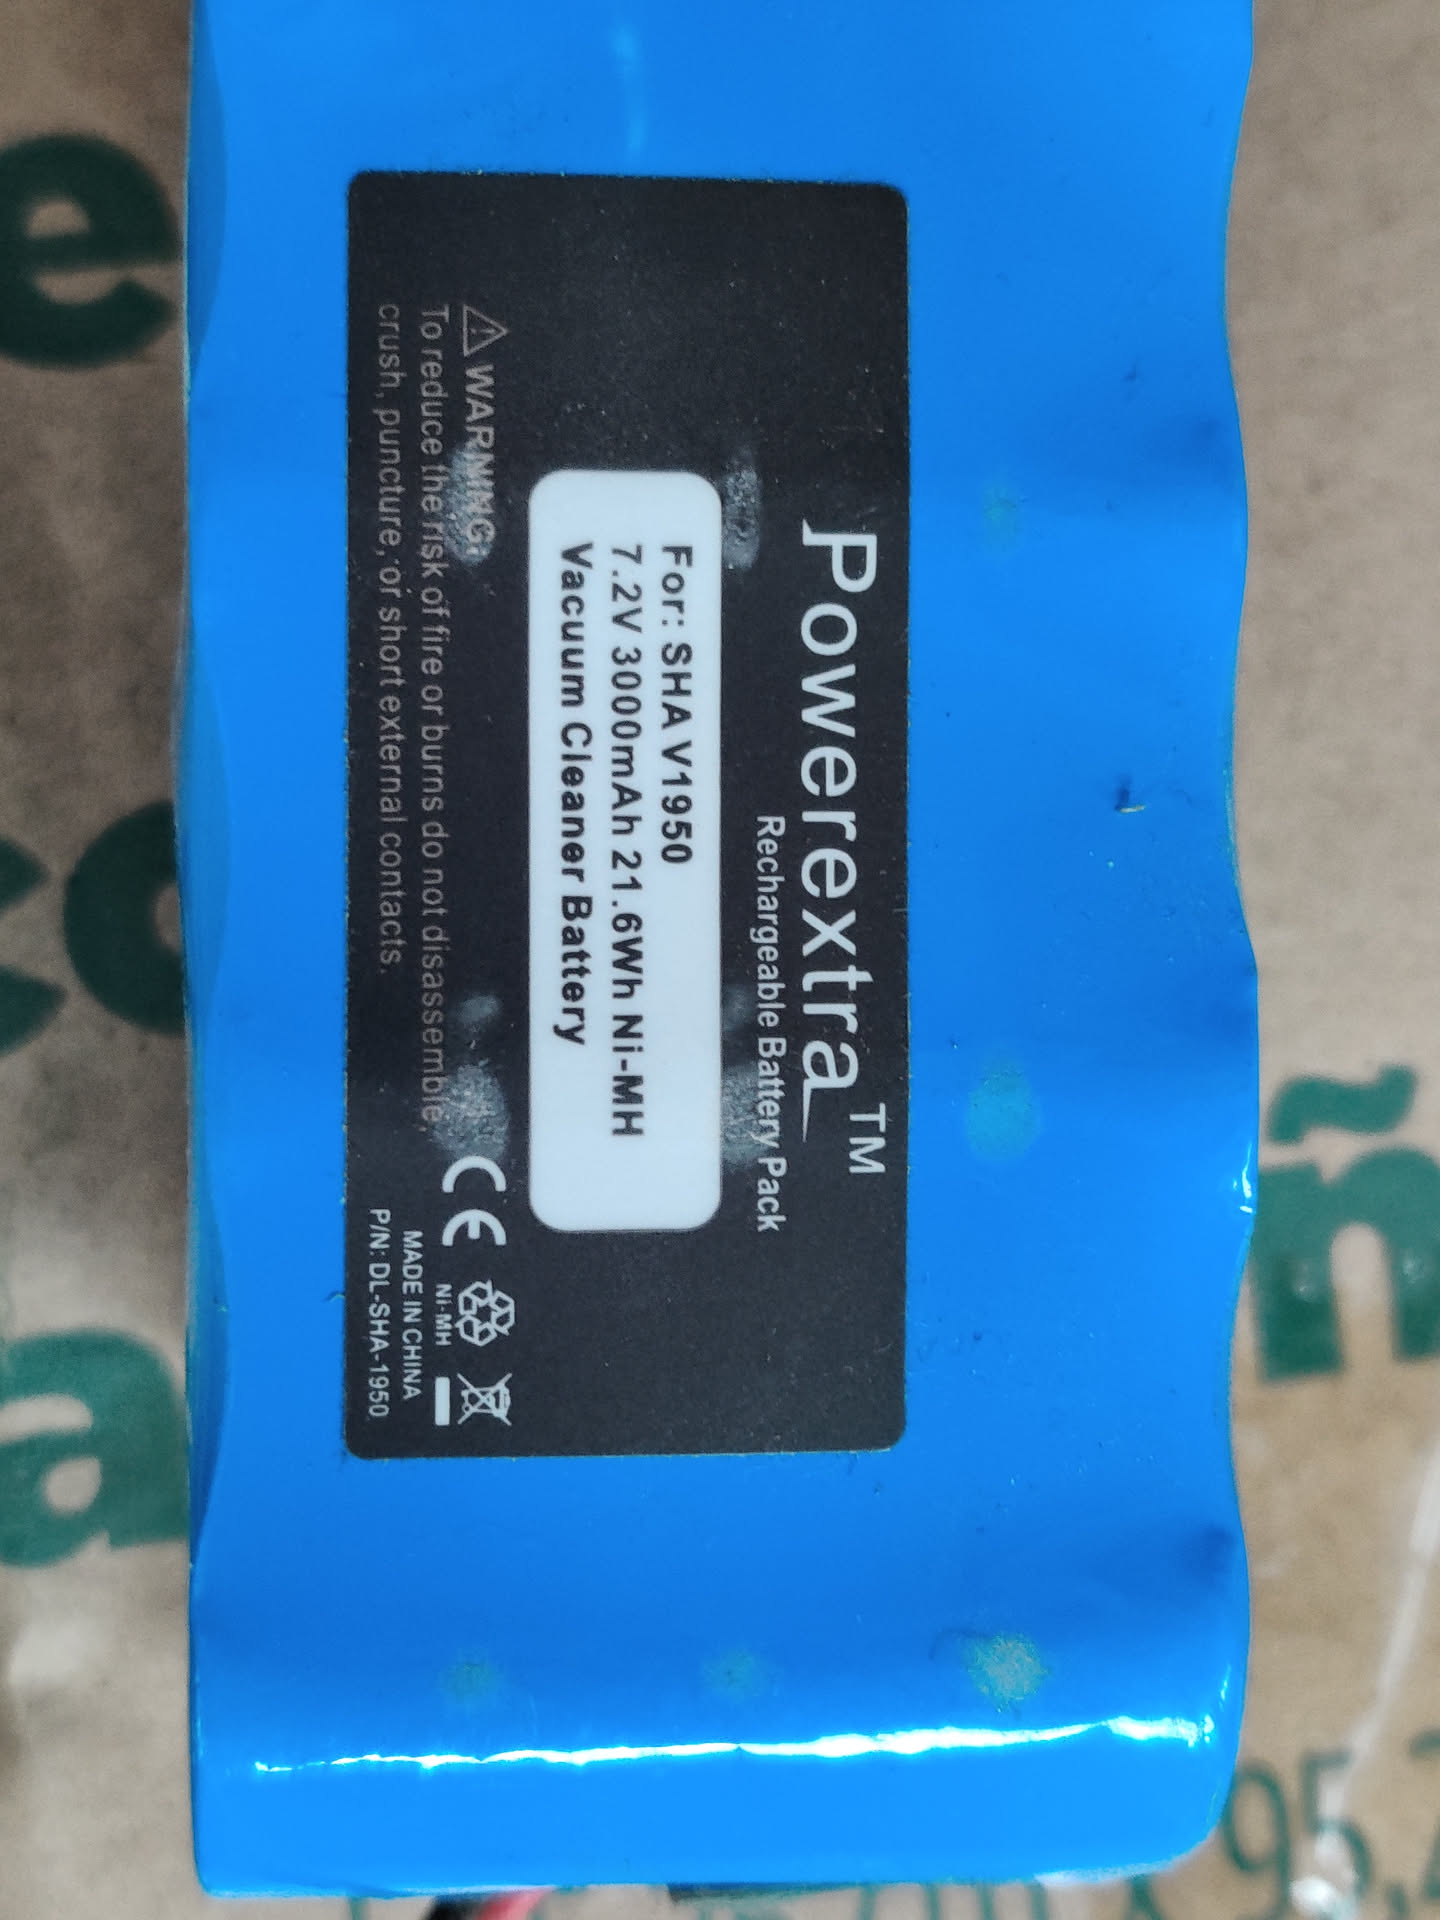 Powerextra™
Rechargeable Battery Pack
For: SHA V1950
7.2V 3000mAh 21.6Wh Ni-MH
Vacuum Cleaner Battery
WARNING:
To reduce the risk of fire or burns do not disassemble,
crush, puncture, or short external contacts.
CE
Ni-MH
MADE IN CHINA
P/N: DL-SHA-1950
e
co
a
ñ
95,